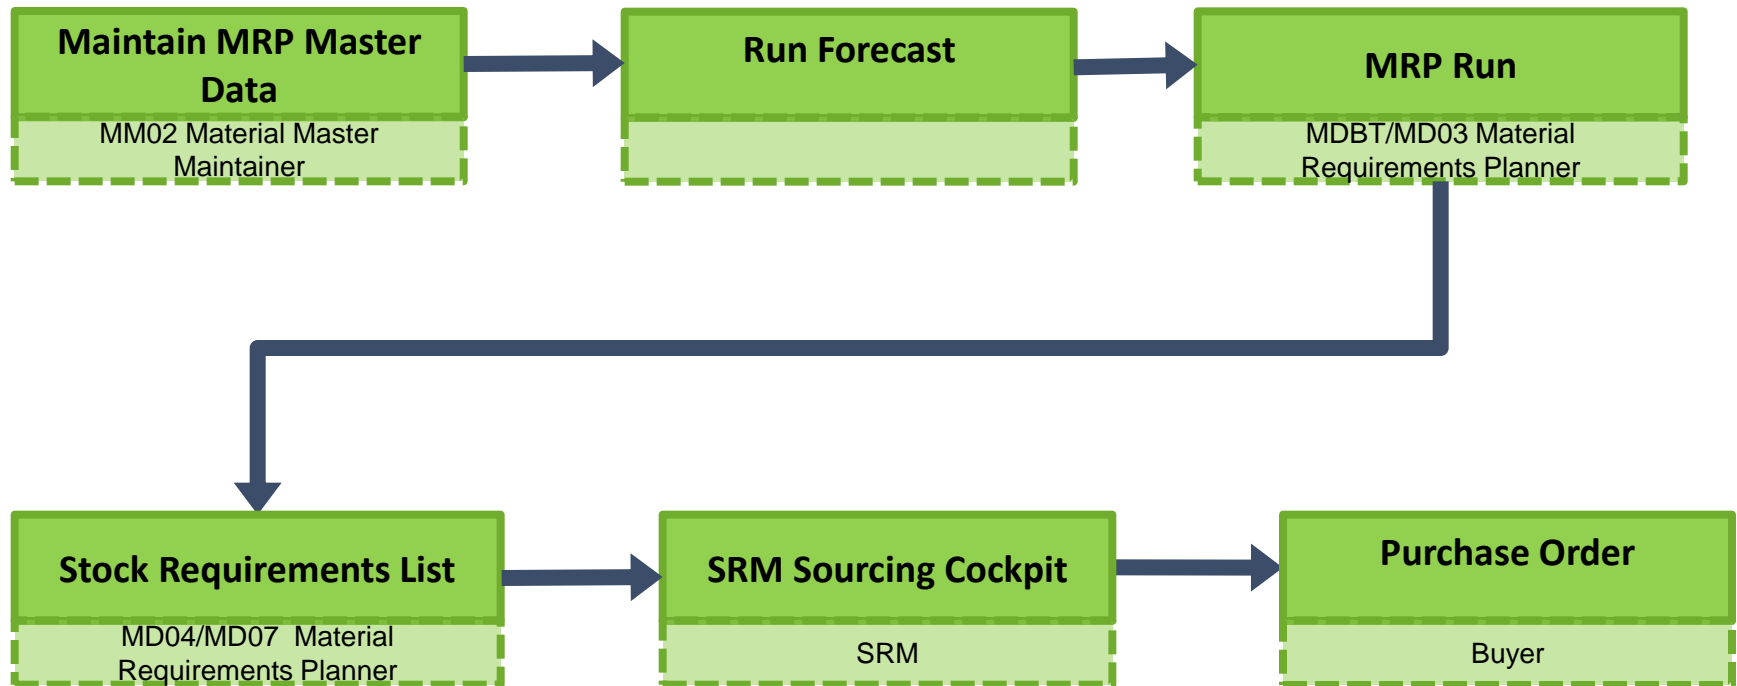 Maintain MRP Master
Data
MM02 Material Master
Maintainer
Run Forecast
MRP Run
MDBT/MD03 Material
Requirements Planner
Stock Requirements List
MD04/MD07  Material
Requirements Planner
SRM Sourcing Cockpit
SRM
Purchase Order
Buyer